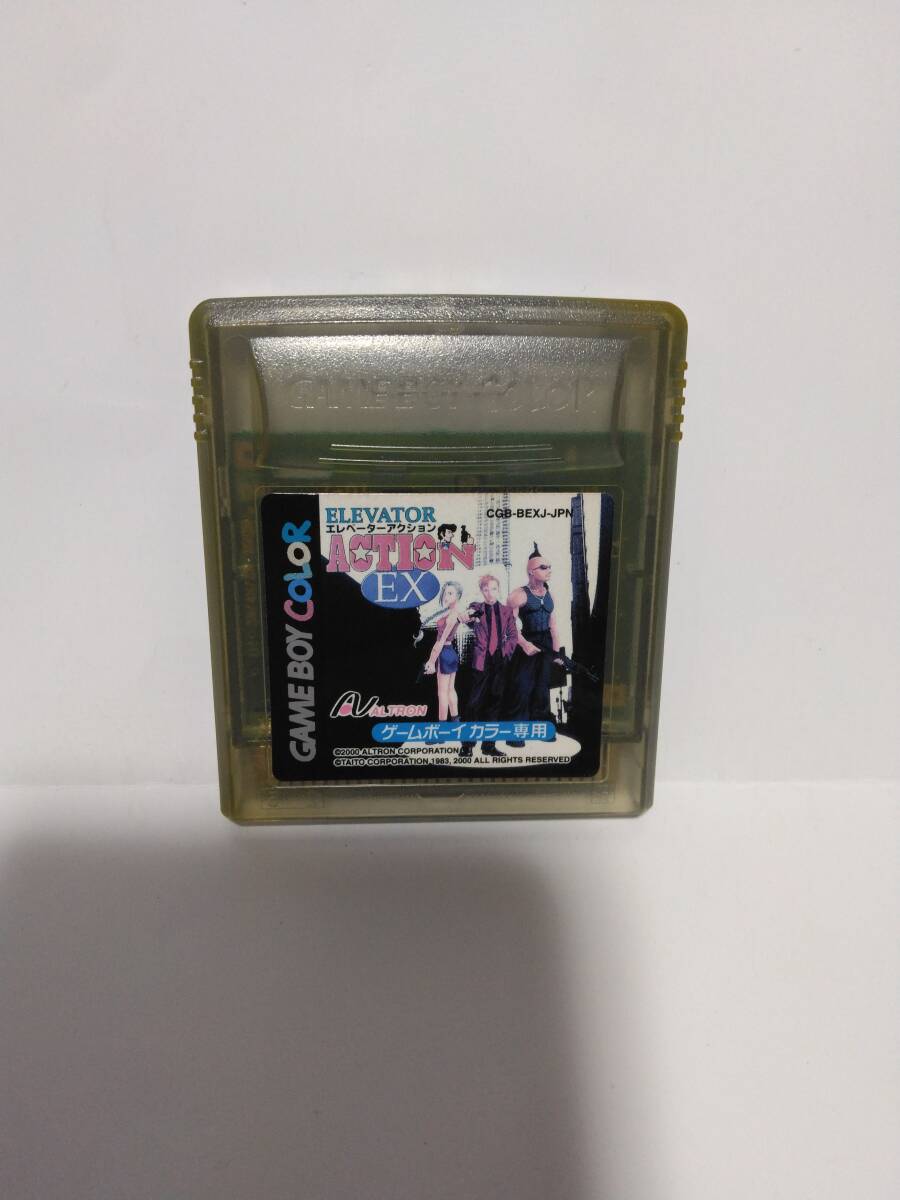 GAME BOY COLOR
GAME BOY COLOR
ELEVATOR
エレベーターアクション
ACTION
EX
CGB-BEXJ-JPN
ALTRON
ゲームボーイ カラー専用
©2000 ALTRON CORPORATION
©TAITO CORPORATION, 1983, 2000 ALL RIGHTS RESERVED